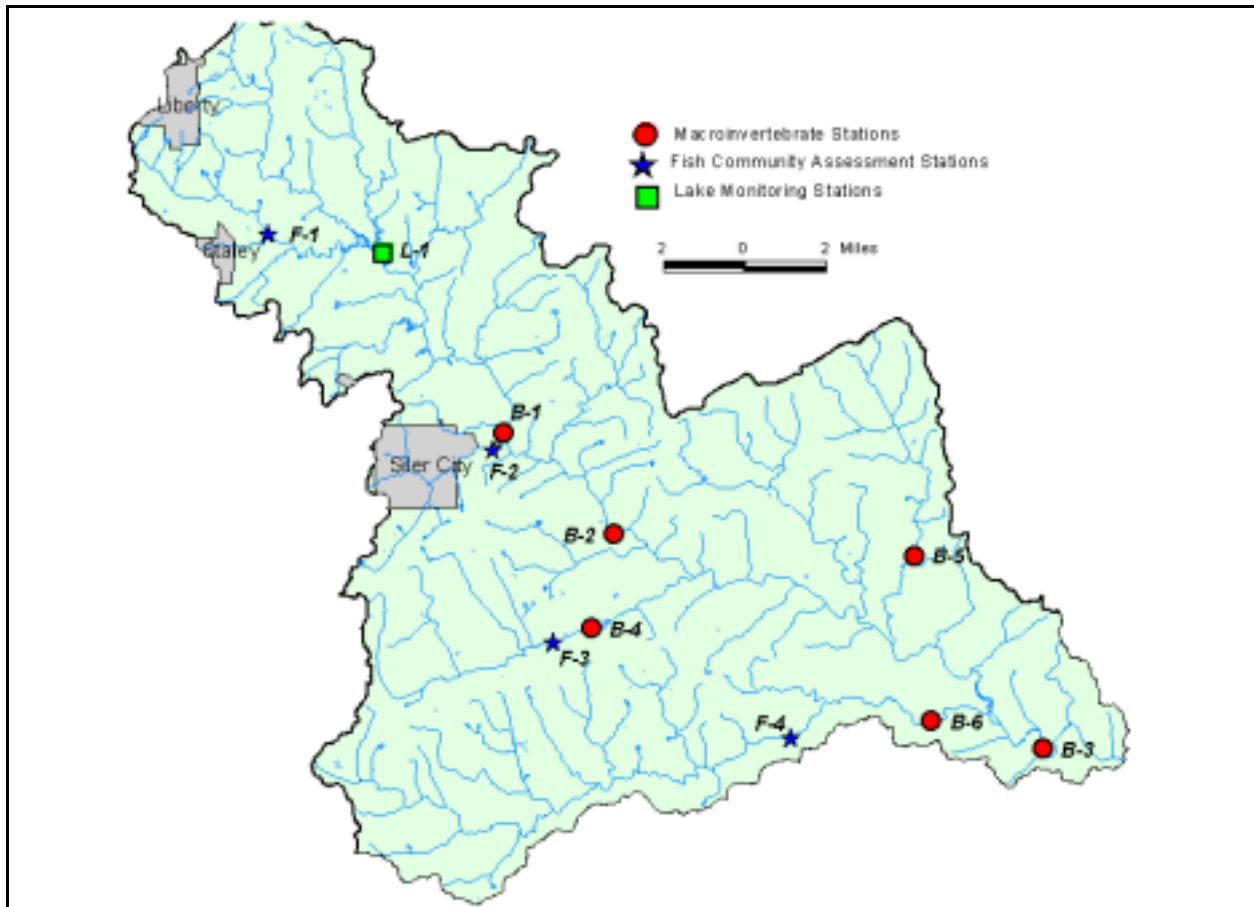 Liberty
Macroinvertebrate Stations
Fish Community Assessment Stations
Lake Monitoring Stations
F-1
Staley
L-1
2 0 2 Miles
B-1
Siler City
F-2
B-2
B-5
B-4
F-3
F-4
B-6
B-3